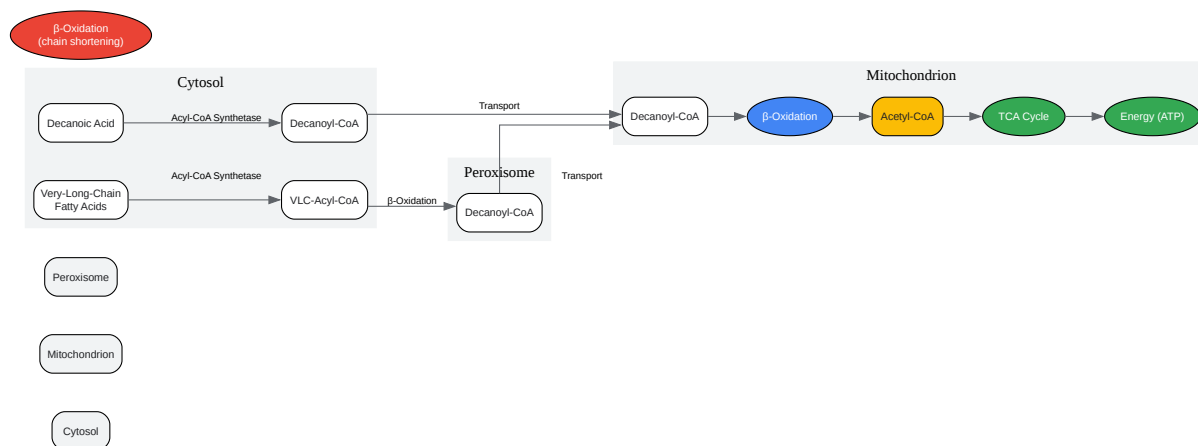 β-Oxidation
(chain shortening)
Cytosol
Mitochondrion
Decanoic Acid
Acyl-CoA Synthetase
Decanoyl-CoA
Transport
Decanoyl-CoA
β-Oxidation
Acetyl-CoA
TCA Cycle
Energy (ATP)
Very-Long-Chain
Fatty Acids
Acyl-CoA Synthetase
VLC-Acyl-CoA
β-Oxidation
Peroxisome
Decanoyl-CoA
Transport
Peroxisome
Mitochondrion
Cytosol